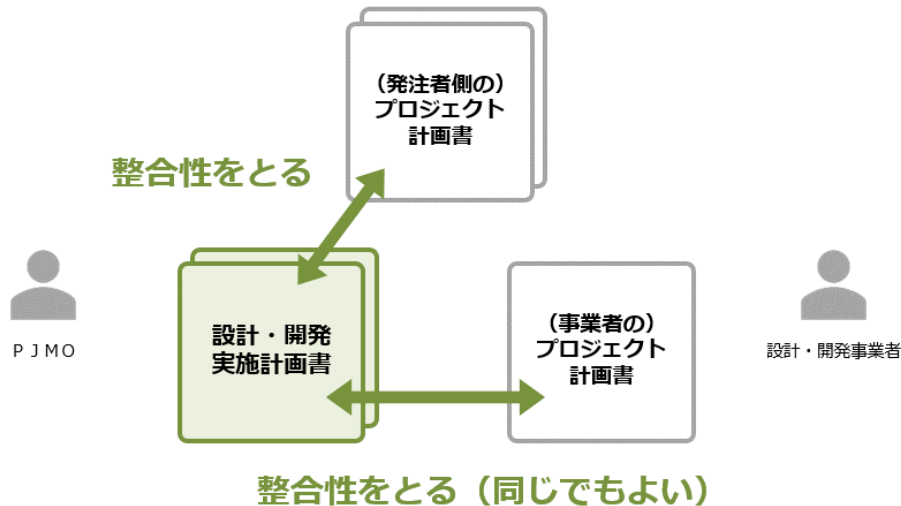 （発注者側の）
プロジェクト
計画書
整合性をとる
設計・開発
実施計画書
（事業者の）
プロジェクト
計画書
ＰＪＭＯ
設計・開発事業者
整合性をとる（同じでもよい）